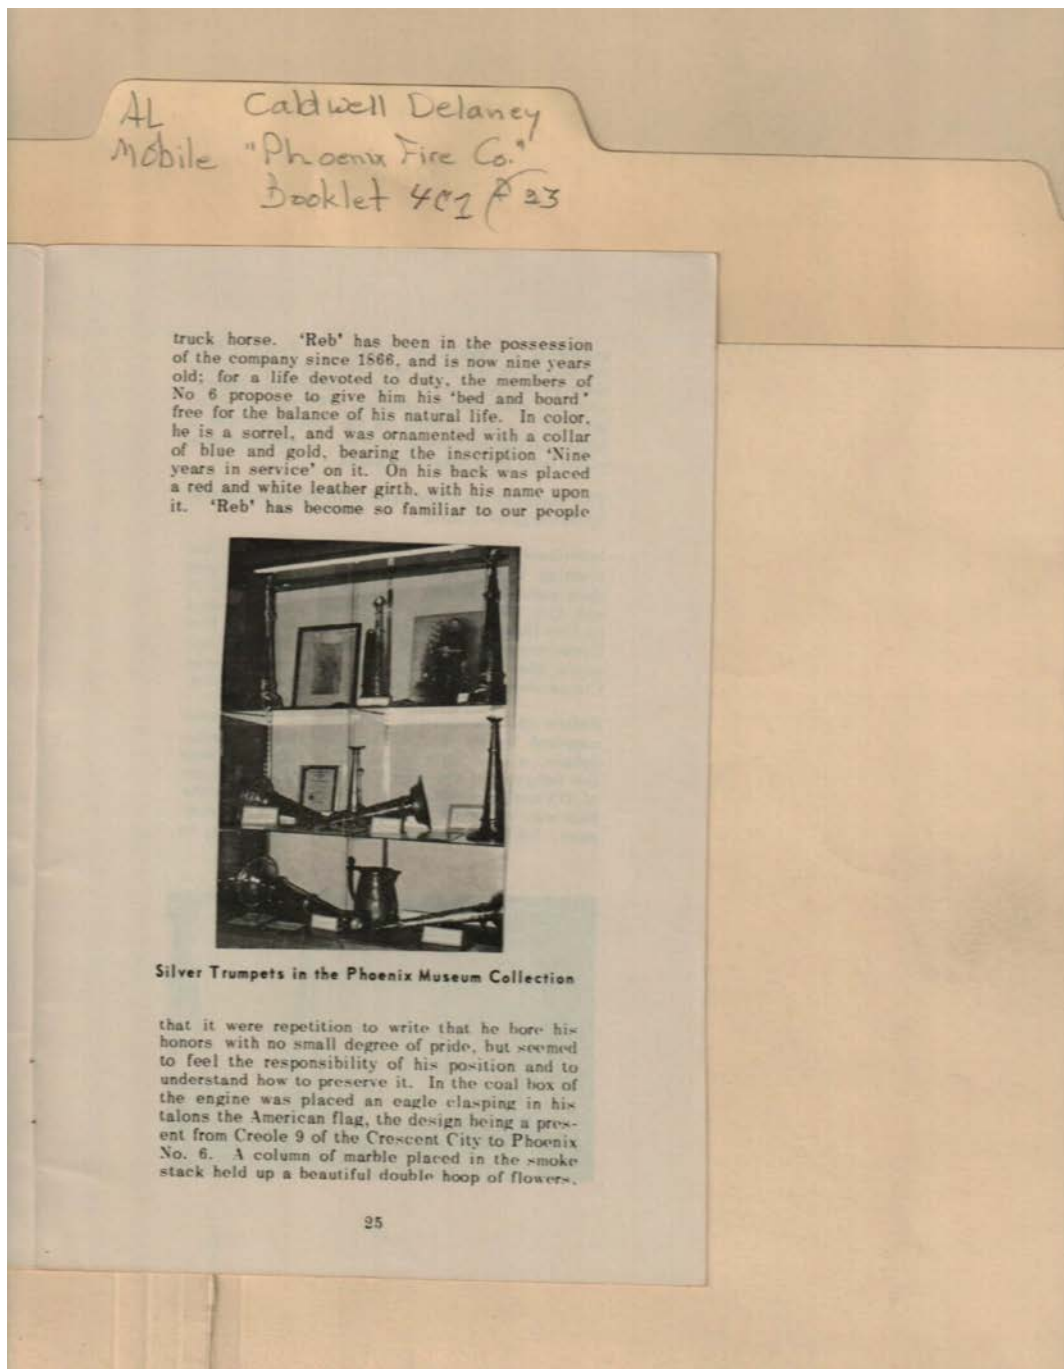 AL Caldwell Delaney
Mobile "Phoenix Fire Co."
Booklet 4C1 P 23
truck horse. 'Reb' has been in the possession
of the company since 1866, and is now nine years
old; for a life devoted to duty, the members of
No 6 propose to give him his 'bed and board'
free for the balance of his natural life. In color,
he is a sorrel, and was ornamented with a collar
of blue and gold, bearing the inscription 'Nine
years in service' on it. On his back was placed
a red and white leather girth, with his name upon
it. 'Reb' has become so familiar to our people
Silver Trumpets in the Phoenix Museum Collection
that it were repetition to write that he bore his
honors with no small degree of pride, but seemed
to feel the responsibility of his position and to
understand how to preserve it. In the coal box of
the engine was placed an eagle clasping in his
talons the American flag, the design being a pres-
ent from Creole 9 of the Crescent City to Phoenix
No. 6. A column of marble placed in the smoke
stack held up a beautiful double hoop of flowers.
25